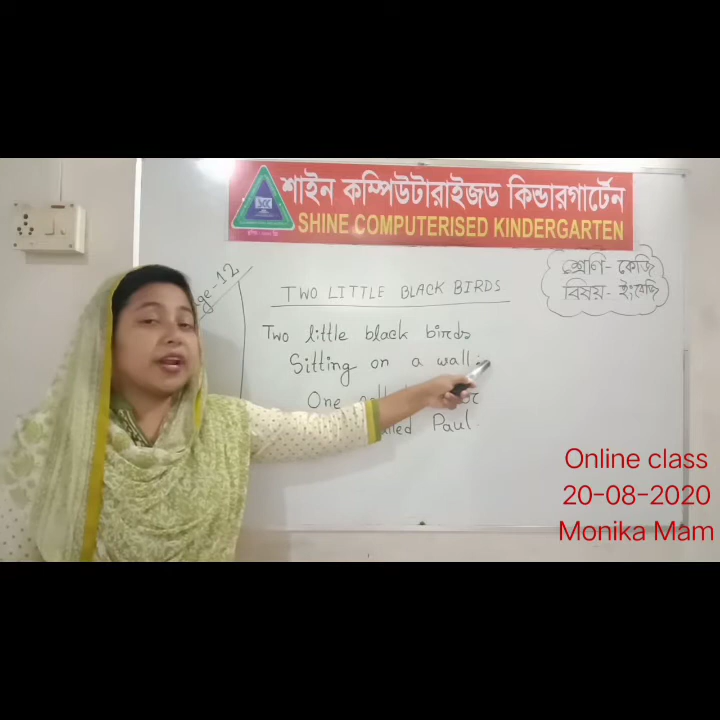 শাইন কম্পিউটারাইজড কিন্ডারগার্টেন
SHINE COMPUTERISED KINDERGARTEN
শ্রেণি- কেজি
বিষয়- ইংরেজি
TWO LITTLE BLACK BIRDS
Two little black birds
Sitting on a wall
One
Paul
Online class
20-08-2020
Monika Mam